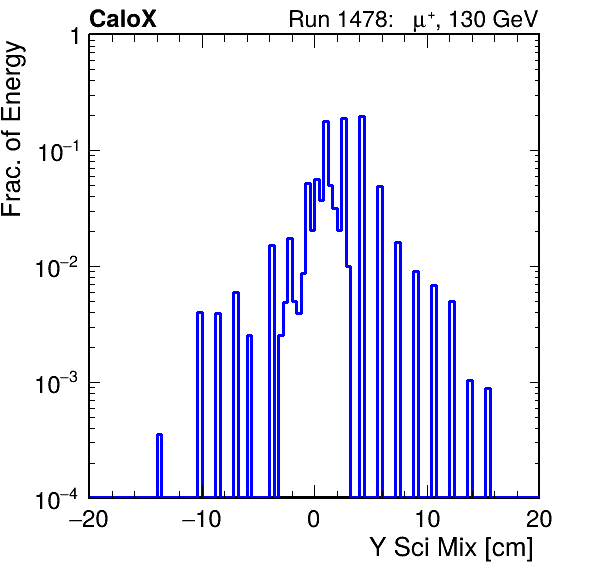 CaloX Run 1478: μ⁺, 130 GeV
Frac. of Energy
1
10⁻¹
10⁻²
10⁻³
10⁻⁴
−20 −10 0 10 20
Y Sci Mix [cm]